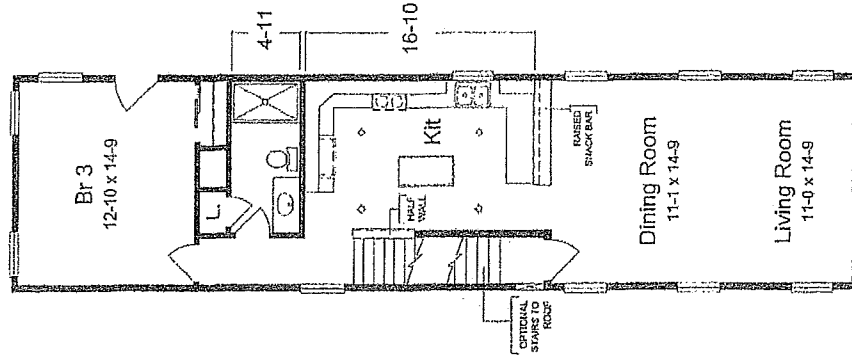 Br 3
12-10 x 14-9
4-11
16-10
L.
Kit
HALF
WALL
RAISED
SNACK BAR
OPTIONAL
STAIRS TO
ROOF
Dining Room
11-1 x 14-9
Living Room
11-0 x 14-9